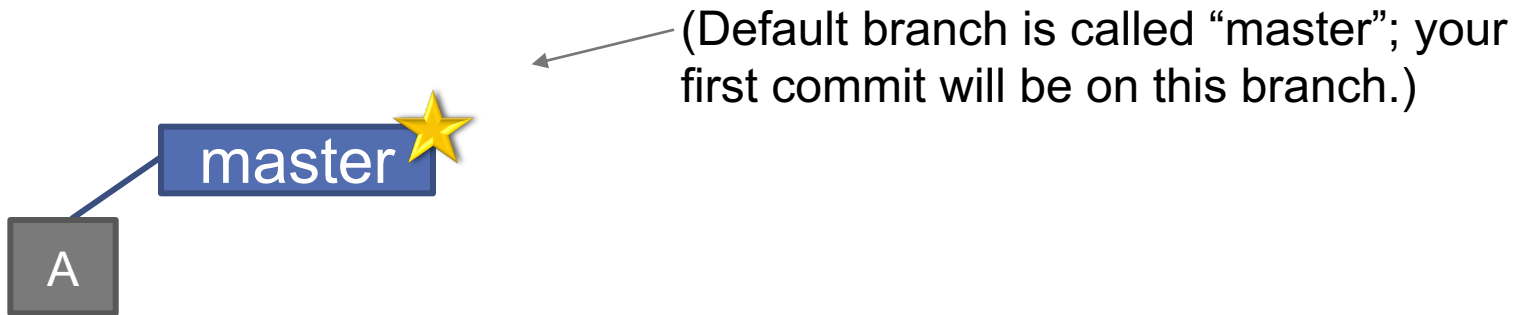 (Default branch is called “master”; your
first commit will be on this branch.)
master
A